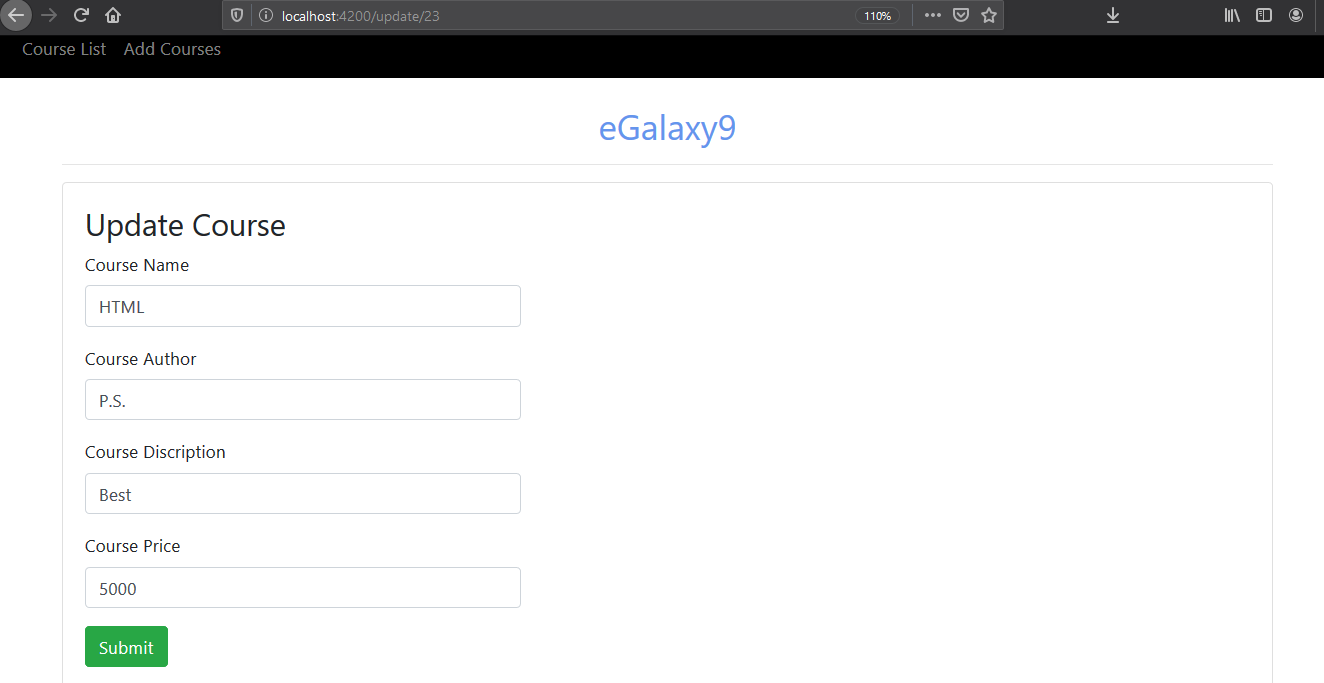 localhost:4200/update/23 110%
Course List Add Courses
eGalaxy9
Update Course
Course Name
HTML
Course Author
P.S.
Course Discription
Best
Course Price
5000
Submit